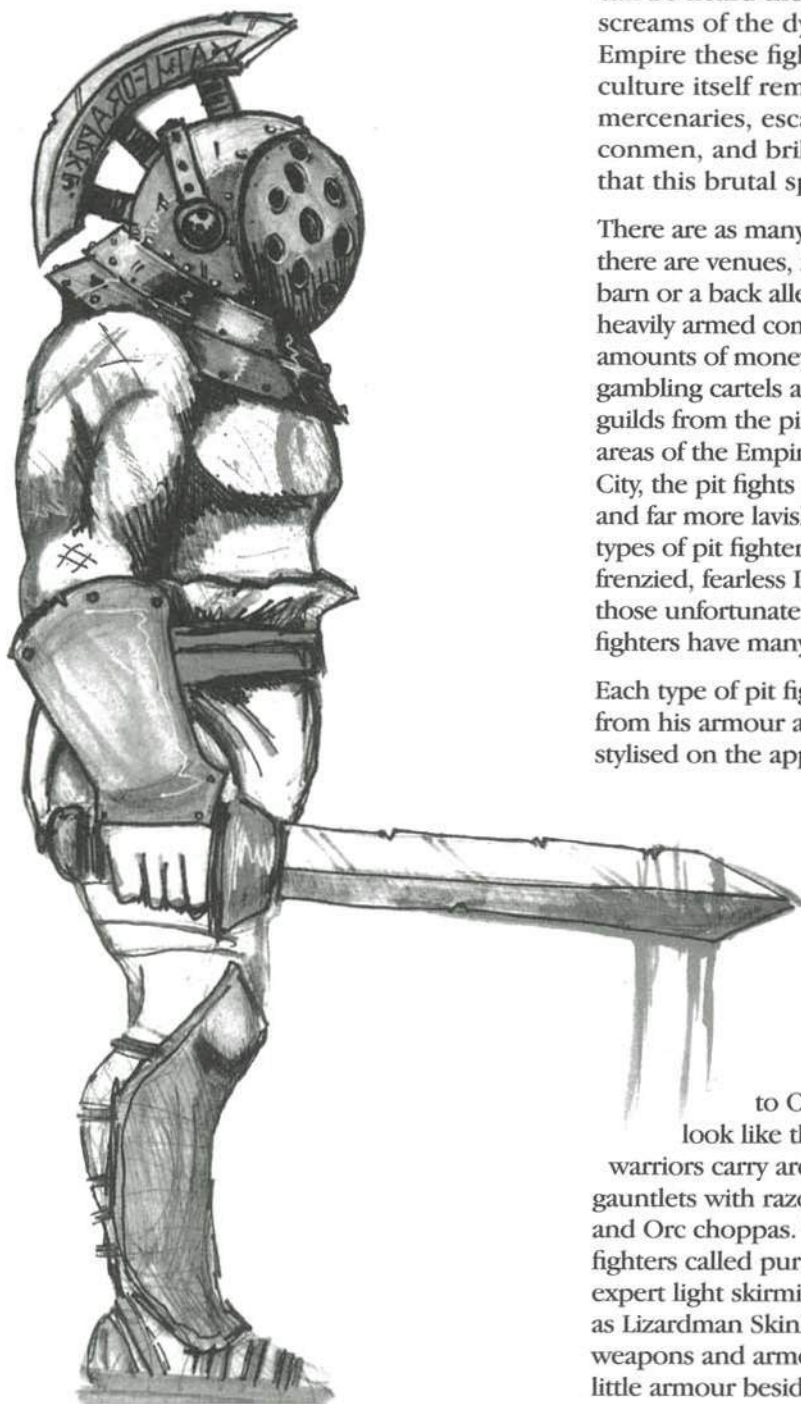 screams of the dy
Empire these figh
culture itself rem
mercenaries, esca
conmen, and bril
that this brutal sp
There are as many
there are venues,
barn or a back alle
heavily armed con
amounts of money
gambling cartels a
guilds from the pi
areas of the Empir
City, the pit fights
and far more lavis
types of pit fighter
frenzied, fearless I
those unfortunate
fighters have many
Each type of pit fig
from his armour a
stylised on the app
to O
look like th
warriors carry are
gauntlets with razo
and Orc choppas.
fighters called pur
expert light skirmi
as Lizardman Skin
weapons and armo
little armour besid